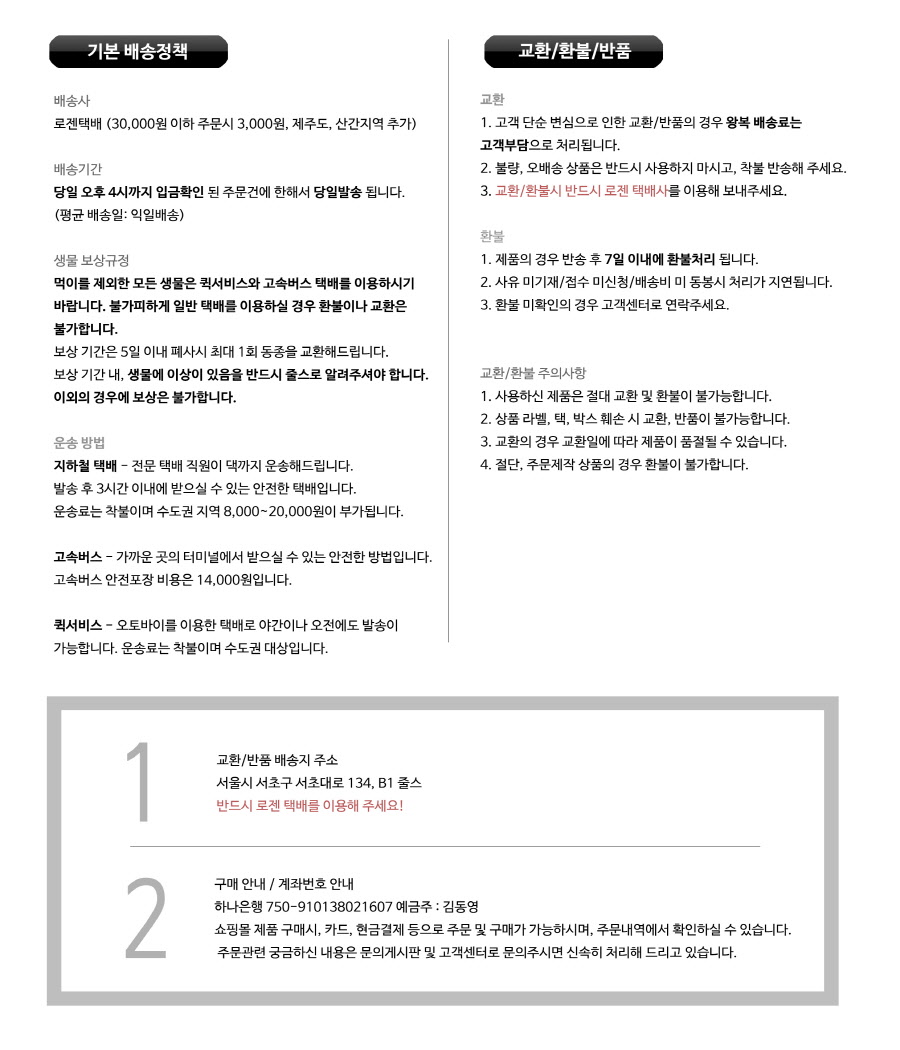 기본 배송정책
배송사
로젠택배 (30,000원 이하 주문시 3,000원, 제주도, 산간지역 추가)
배송기간
당일 오후 4시까지 입금확인 된 주문건에 한해서 당일발송 됩니다.
(평균 배송일: 익일배송)
생물 보상규정
먹이를 제외한 모든 생물은 퀵서비스와 고속버스 택배를 이용하시기
바랍니다. 불가피하게 일반 택배를 이용하실 경우 환불이나 교환은
불가합니다.
보상 기간은 5일 이내 폐사시 최대 1회 동종을 교환해드립니다.
보상 기간 내, 생물에 이상이 있음을 반드시 줄스로 알려주셔야 합니다.
이외의 경우에 보상은 불가합니다.
운송 방법
지하철 택배 - 전문 택배 직원이 댁까지 운송해드립니다.
발송 후 3시간 이내에 받으실 수 있는 안전한 택배입니다.
운송료는 착불이며 수도권 지역 8,000~20,000원이 부가됩니다.
고속버스 - 가까운 곳의 터미널에서 받으실 수 있는 안전한 방법입니다.
고속버스 안전포장 비용은 14,000원입니다.
퀵서비스 - 오토바이를 이용한 택배로 야간이나 오전에도 발송이
가능합니다. 운송료는 착불이며 수도권 대상입니다.
교환/환불/반품
교환
1. 고객 단순 변심으로 인한 교환/반품의 경우 왕복 배송료는
고객부담으로 처리됩니다.
2. 불량, 오배송 상품은 반드시 사용하지 마시고, 착불 반송해 주세요.
3. 교환/환불시 반드시 로젠 택배사를 이용해 보내주세요.
환불
1. 제품의 경우 반송 후 7일 이내에 환불처리 됩니다.
2. 사유 미기재/접수 미신청/배송비 미 동봉시 처리가 지연됩니다.
3. 환불 미확인의 경우 고객센터로 연락주세요.
교환/환불 주의사항
1. 사용하신 제품은 절대 교환 및 환불이 불가능합니다.
2. 상품 라벨, 택, 박스 훼손 시 교환, 반품이 불가능합니다.
3. 교환의 경우 교환일에 따라 제품이 품절될 수 있습니다.
4. 절단, 주문제작 상품의 경우 환불이 불가합니다.
1
교환/반품 배송지 주소
서울시 서초구 서초대로 134, B1 줄스
반드시 로젠 택배를 이용해 주세요!
2
구매 안내 / 계좌번호 안내
하나은행 750-910138021607 예금주 : 김동영
쇼핑몰 제품 구매시, 카드, 현금결제 등으로 주문 및 구매가 가능하시며, 주문내역에서 확인하실 수 있습니다.
주문관련 궁금하신 내용은 문의게시판 및 고객센터로 문의주시면 신속히 처리해 드리고 있습니다.